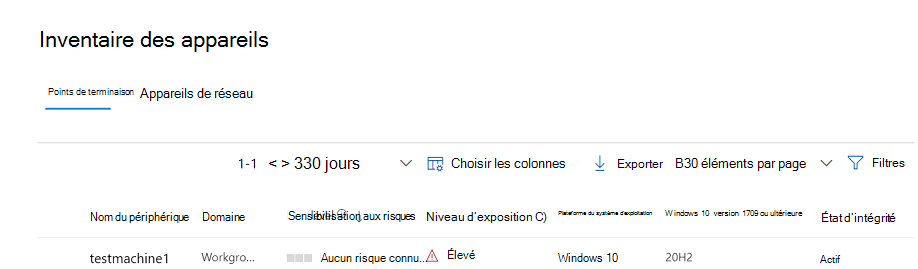 Inventaire des appareils
Points de terminaison Appareils de réseau
1-1 < > 330 jours Choisir les colonnes Exporter B30 éléments par page Filtres
Nom du périphérique Domaine Sensibilisation aux risques Niveau d'exposition C) Plateforme du système d'exploitation Windows 10 version 1709 ou ultérieure État d'intégrité
testmachine1 Workgro... Aucun risque connu... Élevé Windows 10 20H2 Actif